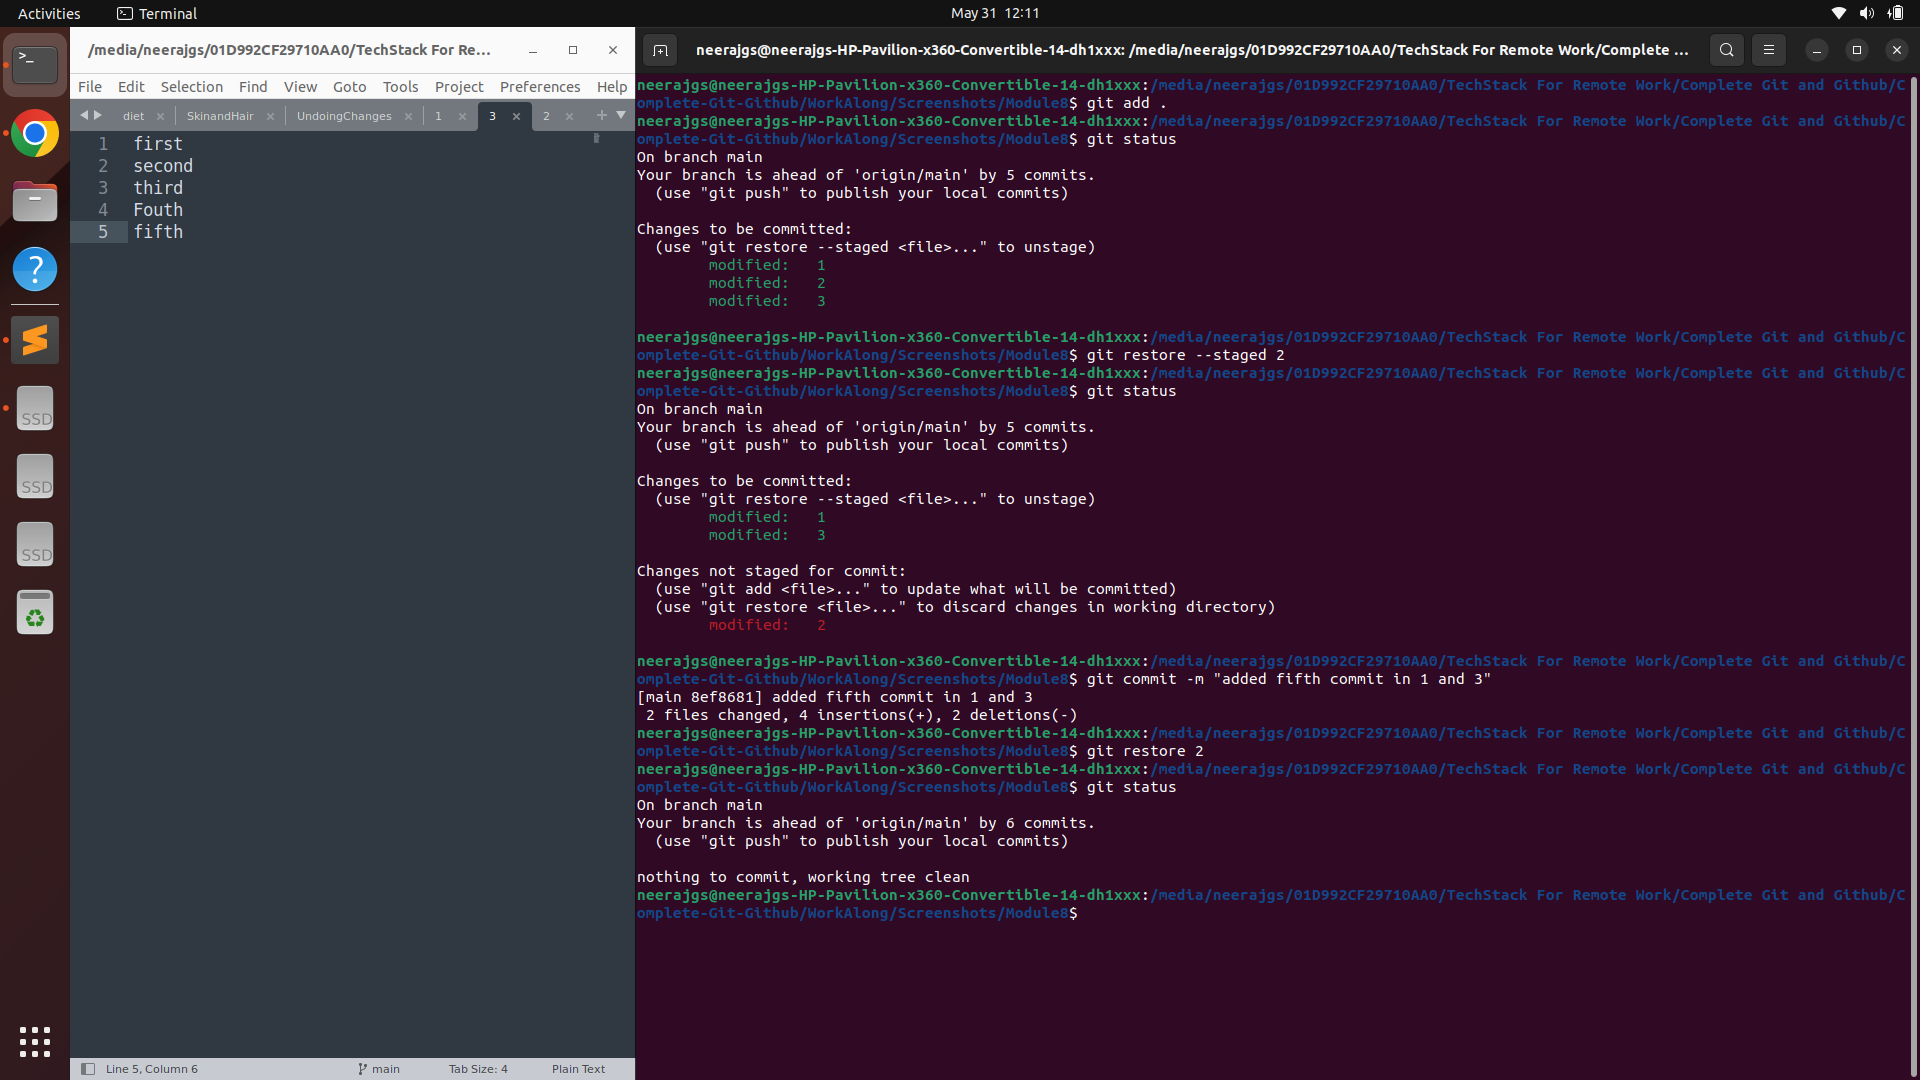 Activities
Terminal
May 31 12:11
/media/neerajgs/01D992CF29710AA0/TechStack For Re...
File Edit Selection Find View Goto Tools Project Preferences Help
diet SkinandHair UndoingChanges 1 3 2
1 first
2 second
3 third
4 Fouth
5 fifth
SSD
SSD
SSD
Line 5, Column 6 main Tab Size: 4 Plain Text
neerajgs@neerajgs-HP-Pavilion-x360-Convertible-14-dh1xxx: /media/neerajgs/01D992CF29710AA0/TechStack For Remote Work/Complete ...
neerajgs@neerajgs-HP-Pavilion-x360-Convertible-14-dh1xxx:/media/neerajgs/01D992CF29710AA0/TechStack For Remote Work/Complete Git and Github/C
omplete-Git-Github/WorkAlong/Screenshots/Module8$ git add .
neerajgs@neerajgs-HP-Pavilion-x360-Convertible-14-dh1xxx:/media/neerajgs/01D992CF29710AA0/TechStack For Remote Work/Complete Git and Github/C
omplete-Git-Github/WorkAlong/Screenshots/Module8$ git status
On branch main
Your branch is ahead of 'origin/main' by 5 commits.
(use "git push" to publish your local commits)
Changes to be committed:
(use "git restore --staged <file>..." to unstage)
modified: 1
modified: 2
modified: 3
neerajgs@neerajgs-HP-Pavilion-x360-Convertible-14-dh1xxx:/media/neerajgs/01D992CF29710AA0/TechStack For Remote Work/Complete Git and Github/C
omplete-Git-Github/WorkAlong/Screenshots/Module8$ git restore --staged 2
neerajgs@neerajgs-HP-Pavilion-x360-Convertible-14-dh1xxx:/media/neerajgs/01D992CF29710AA0/TechStack For Remote Work/Complete Git and Github/C
omplete-Git-Github/WorkAlong/Screenshots/Module8$ git status
On branch main
Your branch is ahead of 'origin/main' by 5 commits.
(use "git push" to publish your local commits)
Changes to be committed:
(use "git restore --staged <file>..." to unstage)
modified: 1
modified: 3
Changes not staged for commit:
(use "git add <file>..." to update what will be committed)
(use "git restore <file>..." to discard changes in working directory)
modified: 2
neerajgs@neerajgs-HP-Pavilion-x360-Convertible-14-dh1xxx:/media/neerajgs/01D992CF29710AA0/TechStack For Remote Work/Complete Git and Github/C
omplete-Git-Github/WorkAlong/Screenshots/Module8$ git commit -m "added fifth commit in 1 and 3"
[main 8ef8681] added fifth commit in 1 and 3
2 files changed, 4 insertions(+), 2 deletions(-)
neerajgs@neerajgs-HP-Pavilion-x360-Convertible-14-dh1xxx:/media/neerajgs/01D992CF29710AA0/TechStack For Remote Work/Complete Git and Github/C
omplete-Git-Github/WorkAlong/Screenshots/Module8$ git restore 2
neerajgs@neerajgs-HP-Pavilion-x360-Convertible-14-dh1xxx:/media/neerajgs/01D992CF29710AA0/TechStack For Remote Work/Complete Git and Github/C
omplete-Git-Github/WorkAlong/Screenshots/Module8$ git status
On branch main
Your branch is ahead of 'origin/main' by 6 commits.
(use "git push" to publish your local commits)
nothing to commit, working tree clean
neerajgs@neerajgs-HP-Pavilion-x360-Convertible-14-dh1xxx:/media/neerajgs/01D992CF29710AA0/TechStack For Remote Work/Complete Git and Github/C
omplete-Git-Github/WorkAlong/Screenshots/Module8$